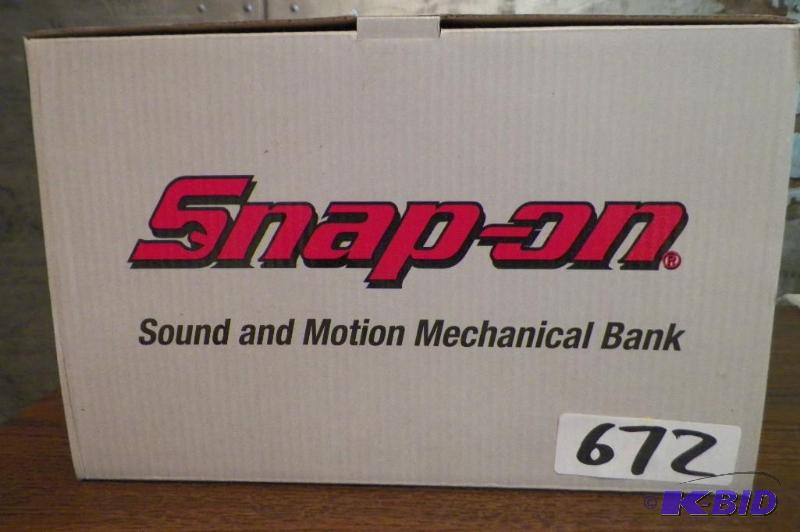 Snap-on®
Sound and Motion Mechanical Bank
672
© K-BID